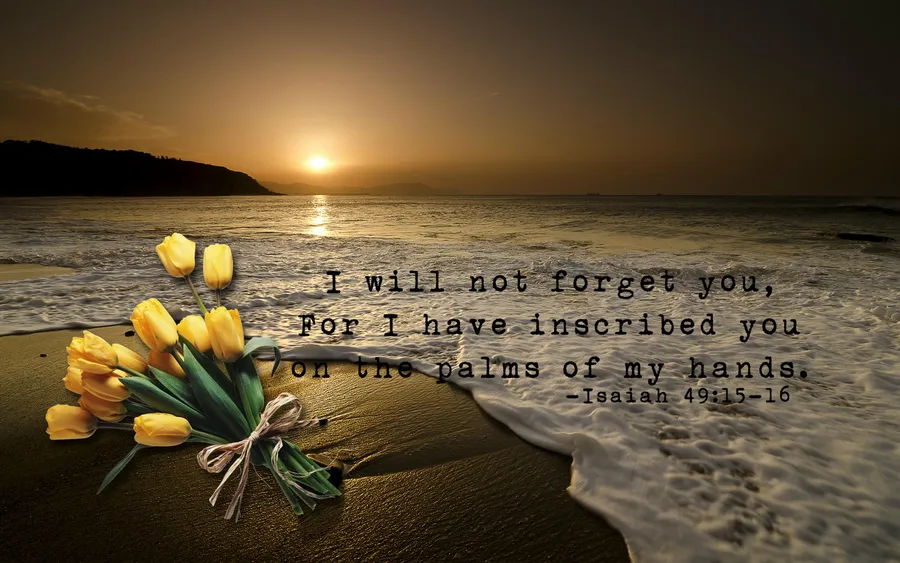 I will not forget you,
For I have inscribed you
on the palms of my hands.
-Isaiah 49:15-16